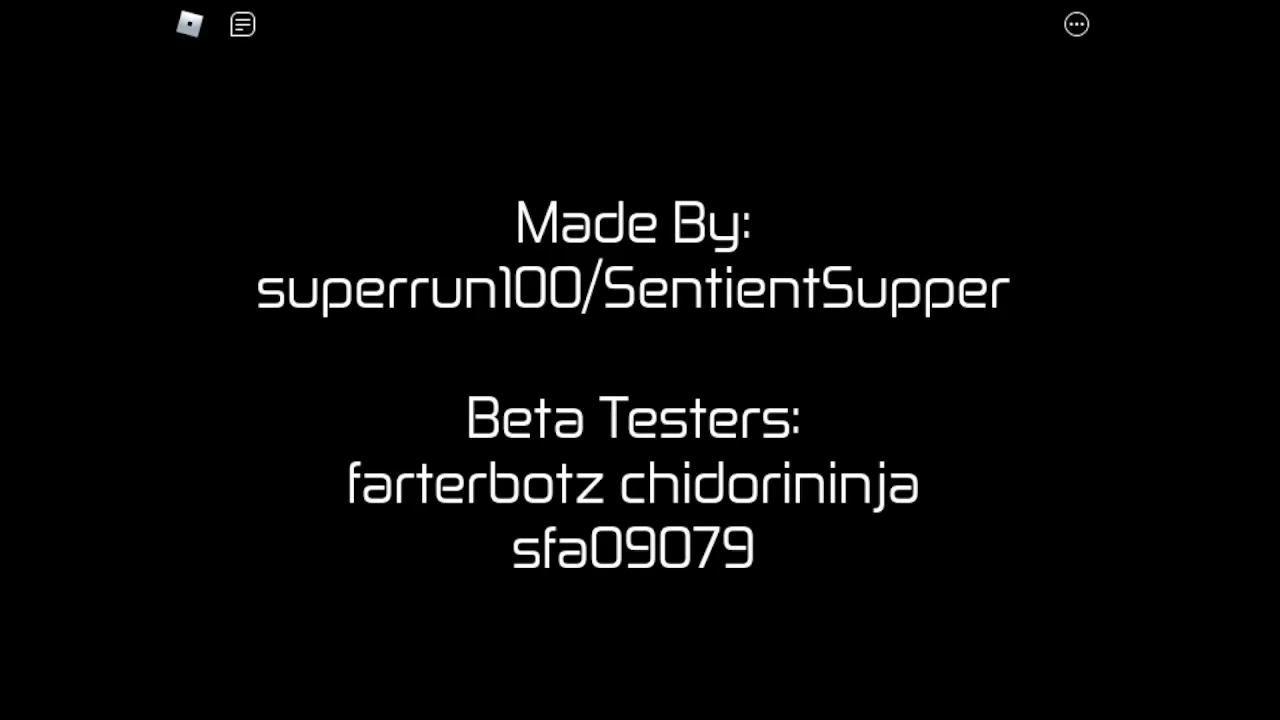 Made By:
superrun100/SentientSupper
Beta Testers:
farterbotz chidorininja
sfa09079